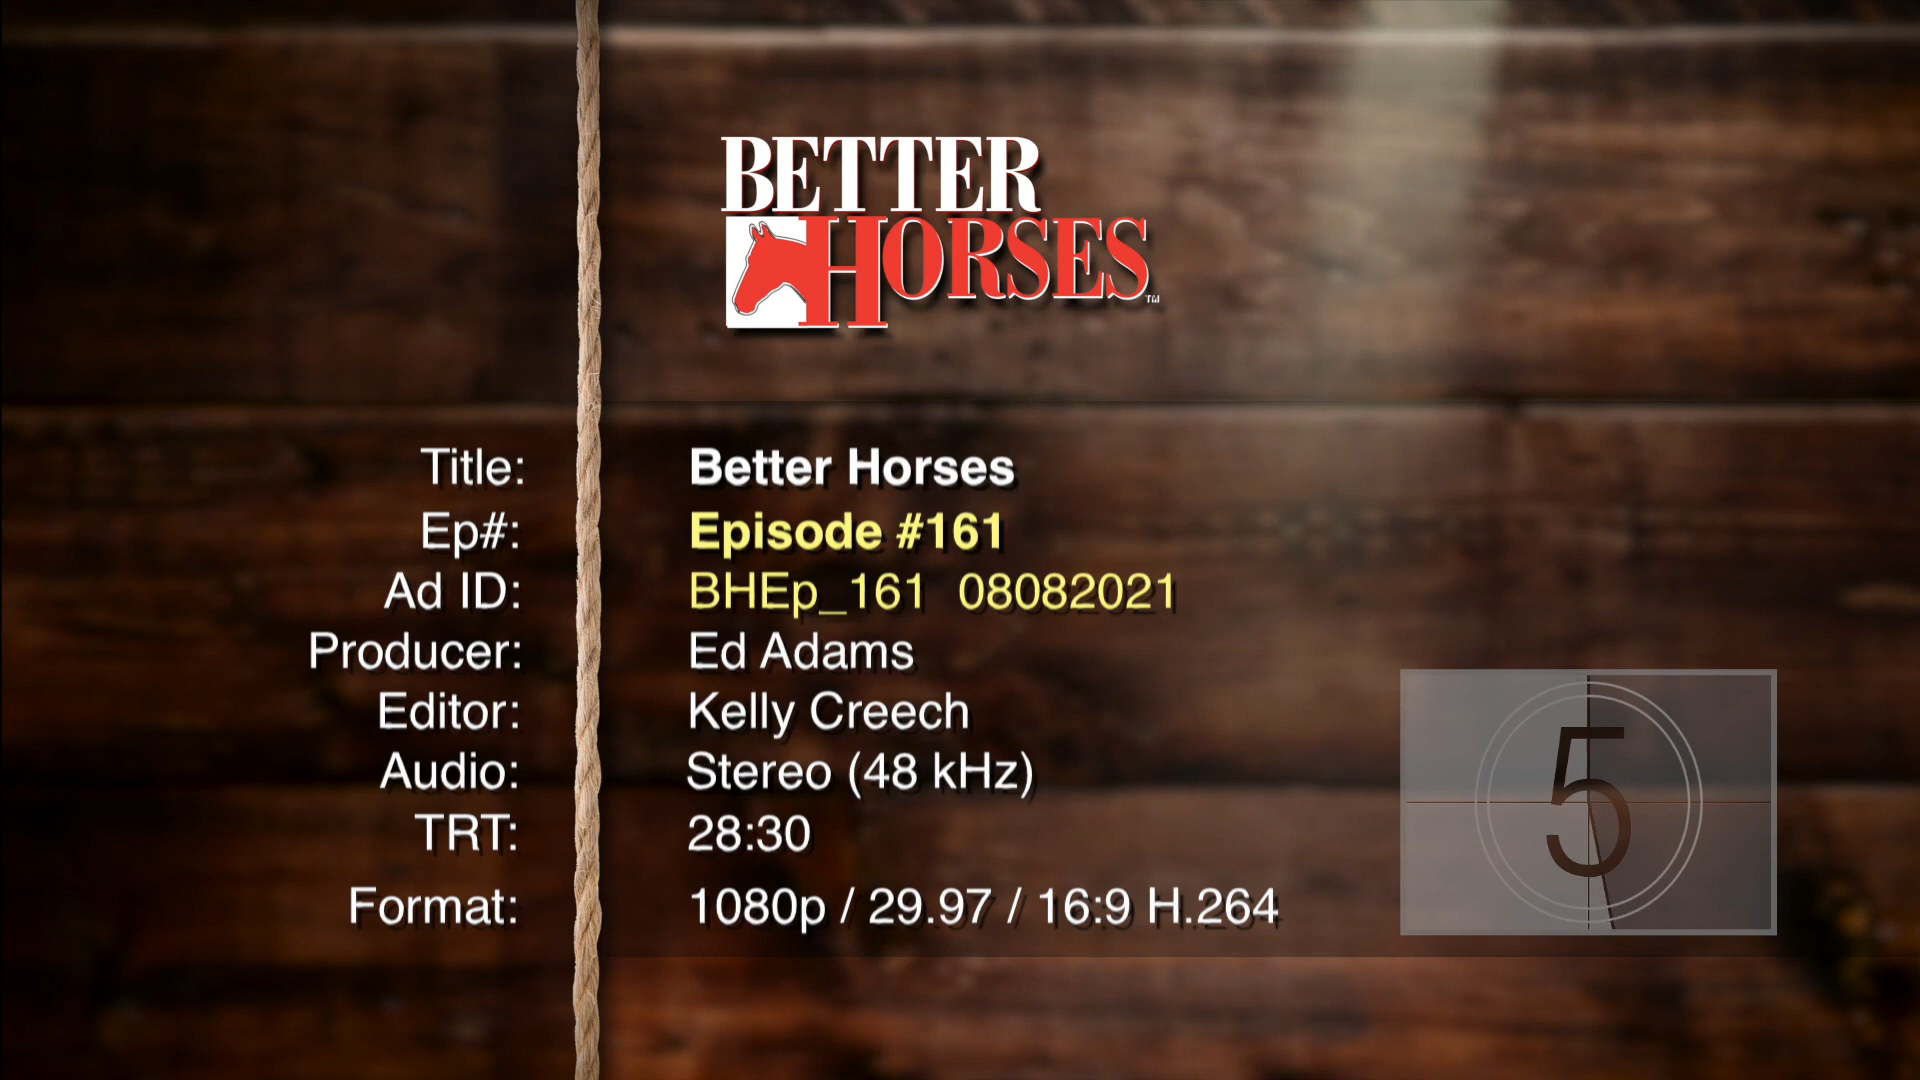 BETTER
HORSES™
Title: Better Horses
Ep#: Episode #161
Ad ID: BHEp_161 08082021
Producer: Ed Adams
Editor: Kelly Creech
Audio: Stereo (48 kHz)
TRT: 28:30
Format: 1080p / 29.97 / 16:9 H.264
5